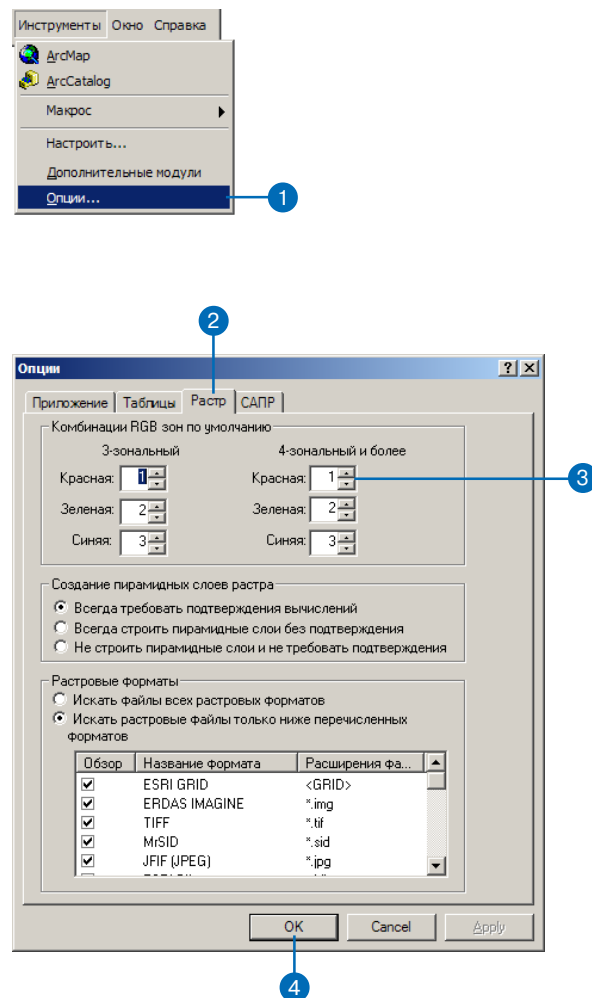 Инструменты Окно Справка
ArcMap
ArcCatalog
Макрос
Настроить...
Дополнительные модули
Опции...
1
2
Опции
Приложение Таблицы Растр САПР
Комбинации RGB зон по умолчанию
3-зональный 4-зональный и более
Красная: 1 Красная: 1
3
Зеленая: 2 Зеленая: 2
Синяя: 3 Синяя: 3
Создание пирамидных слоев растра
Всегда требовать подтверждения вычислений
Всегда строить пирамидные слои без подтверждения
Не строить пирамидные слои и не требовать подтверждения
Растровые форматы
Искать файлы всех растровых форматов
Искать растровые файлы только ниже перечисленных
форматов
Обзор Название формата Расширения фа...
ESRI GRID <GRID>
ERDAS IMAGINE *.img
TIFF *.tif
MrSID *.sid
JFIF (JPEG) *.jpg
OK Cancel Apply
4